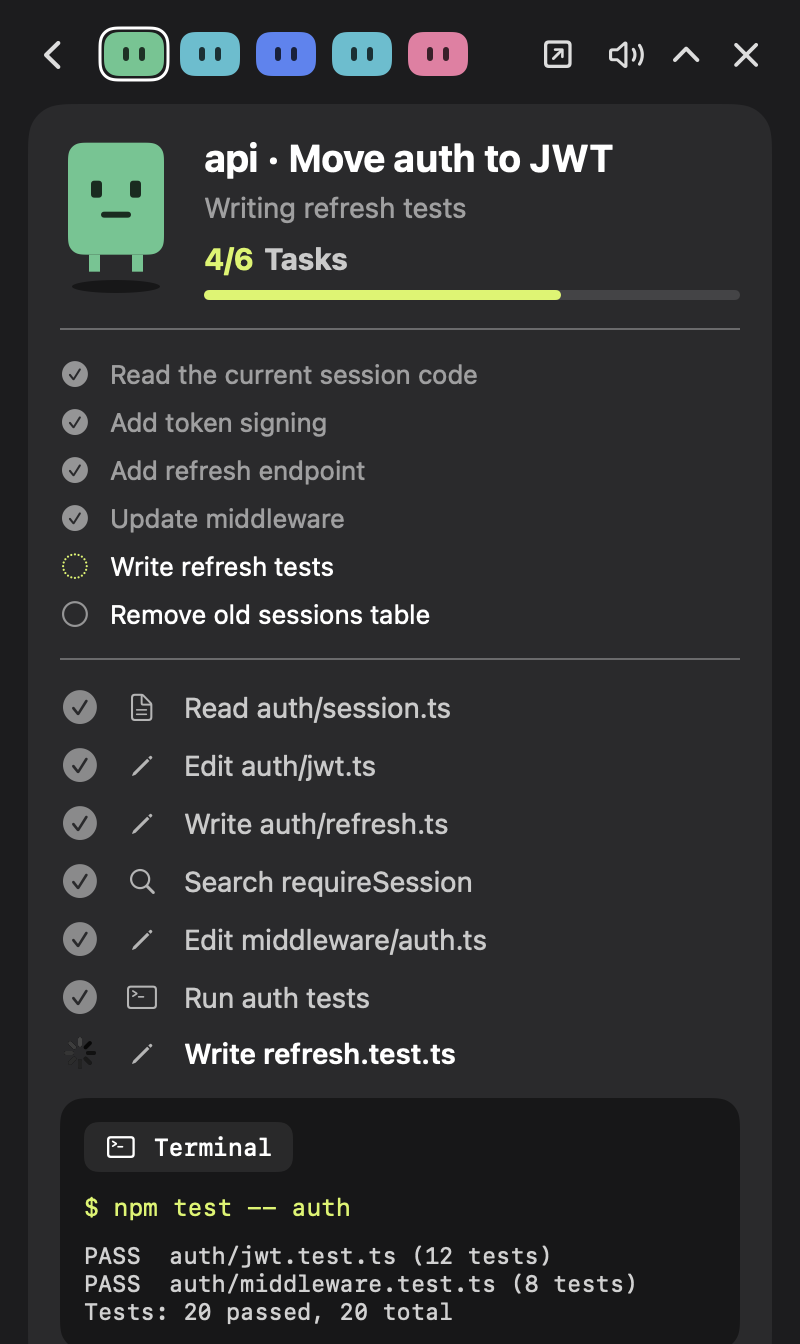 api · Move auth to JWT
Writing refresh tests
4/6 Tasks
Read the current session code
Add token signing
Add refresh endpoint
Update middleware
Write refresh tests
Remove old sessions table
Read auth/session.ts
Edit auth/jwt.ts
Write auth/refresh.ts
Search requireSession
Edit middleware/auth.ts
Run auth tests
Write refresh.test.ts
Terminal
$ npm test -- auth
PASS  auth/jwt.test.ts (12 tests)
PASS  auth/middleware.test.ts (8 tests)
Tests: 20 passed, 20 total